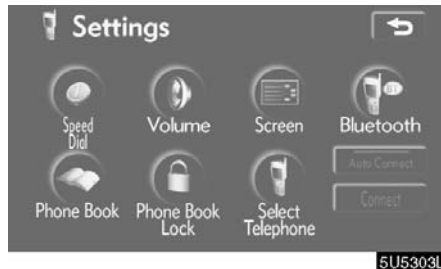 Settings
Speed
Dial
Volume
Screen
Bluetooth
Auto Connect
Phone Book
Phone Book
Lock
Select
Telephone
Connect
5U5303L